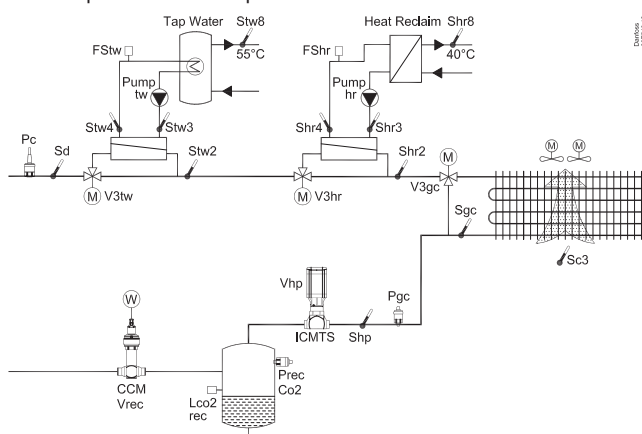 Tap Water Stw8
Heat Reclaim Shr8
FStw
55°C
FShr
40°C
Pump
tw
Pump
hr
Stw4
Stw3
Shr4
Shr3
Pc
Sd
Stw2
Shr2
M
M
M
V3gc
M V3tw
M V3hr
Sgc
Sc3
Vhp
Pgc
W
ICMTS
Shp
CCM
Vrec
Prec
Co2
Lco2
rec
Danfoss